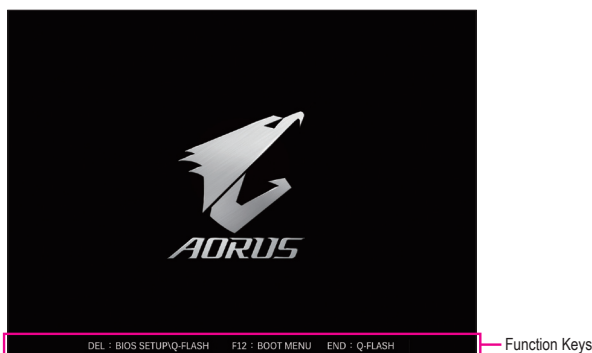 AORUS
DEL : BIOS SETUP\Q-FLASH F12 : BOOT MENU END : Q-FLASH
Function Keys